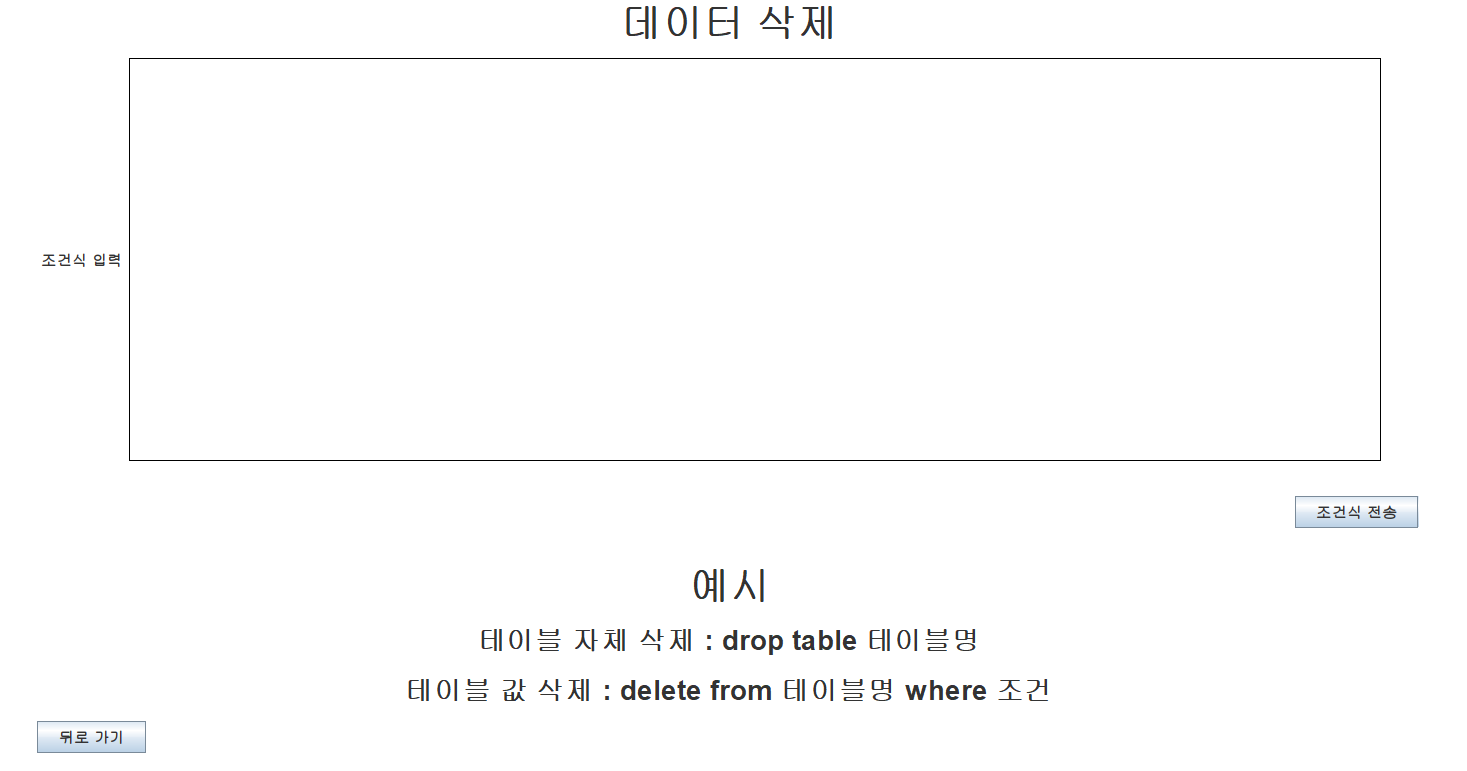 데이터 삭제
조건식 입력
조건식 전송
예시
테이블 자체 삭제 : drop table 테이블명
테이블 값 삭제 : delete from 테이블명 where 조건
뒤로 가기